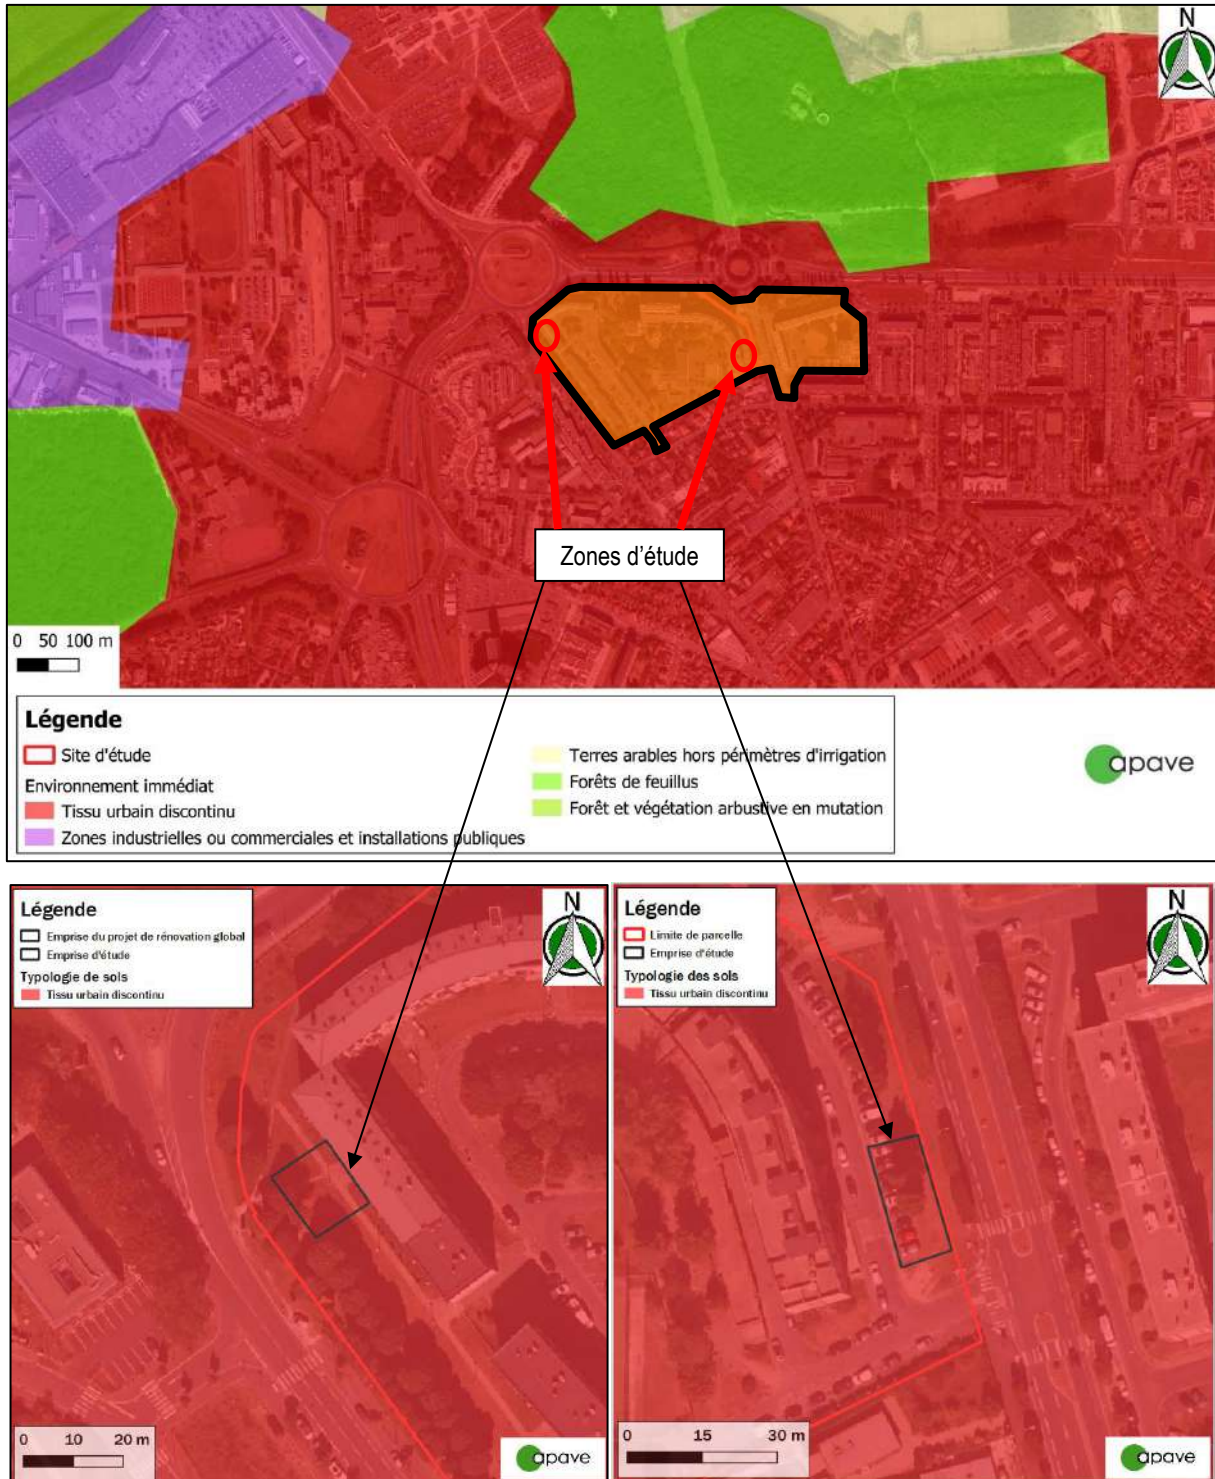 N
Zones d'étude
0 50 100 m
Légende
Site d'étude
Environnement immédiat
Tissu urbain discontinu
Zones industrielles ou commerciales et installations publiques
Terres arables hors périmètres d'irrigation
Forêts de feuillus
Forêt et végétation arbustive en mutation
apave
Légende
Emprise du projet de rénovation global
Emprise d'étude
Typologie de sols
Tissu urbain discontinu
N
0 10 20 m
apave
Légende
Limite de parcelle
Emprise d'étude
Typologie des sols
Tissu urbain discontinu
N
0 15 30 m
apave